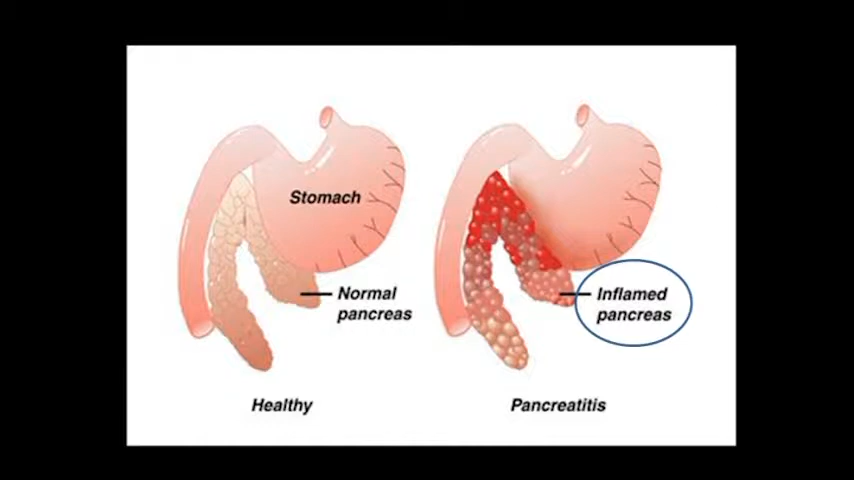 Stomach
Normal
pancreas
Inflamed
pancreas
Healthy
Pancreatitis